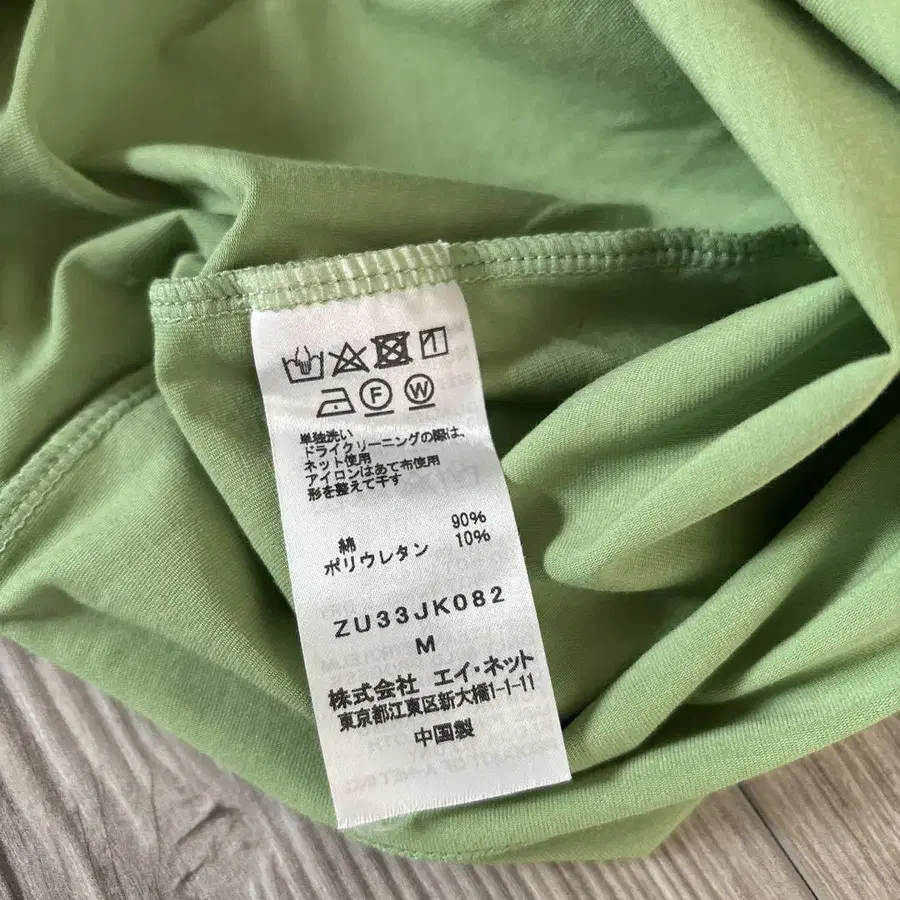 F W
単独洗い
ドライクリーニングの際は、
ネット使用
アイロンはあて布使用
形を整えて干す
綿 90%
ポリウレタン 10%
ZU33JK082
M
株式会社 エイ・ネット
東京都江東区新大橋1-1-11
中国製